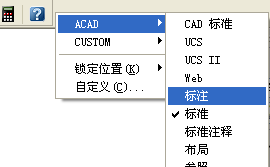 ACAD
CUSTOM
锁定位置(K)
自定义(C)...
CAD 标准
UCS
UCS II
Web
标注
标准
标准注释
布局